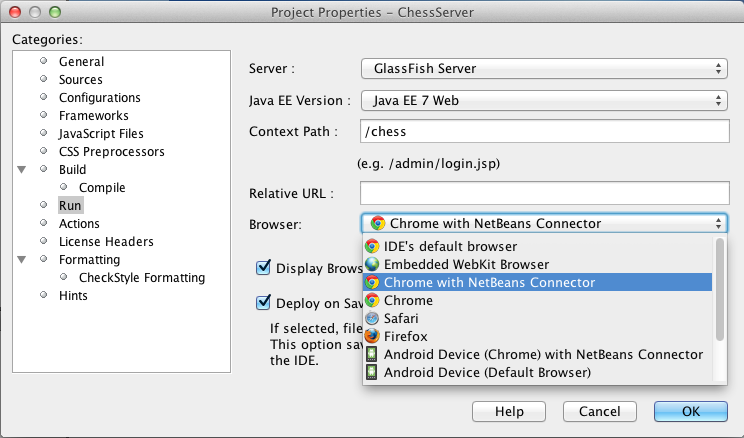 Project Properties – ChessServer
Categories:
General
Sources
Configurations
Frameworks
JavaScript Files
CSS Preprocessors
Build
Compile
Run
Actions
License Headers
Formatting
CheckStyle Formatting
Hints
Server : GlassFish Server
Java EE Version : Java EE 7 Web
Context Path : /chess
(e.g. /admin/login.jsp)
Relative URL :
Browser: Chrome with NetBeans Connector
IDE's default browser
Embedded WebKit Browser
Chrome with NetBeans Connector
Chrome
Safari
Firefox
Android Device (Chrome) with NetBeans Connector
Android Device (Default Browser)
Display Brows
Deploy on Sav
If selected, file
This option sav
the IDE.
Help Cancel OK